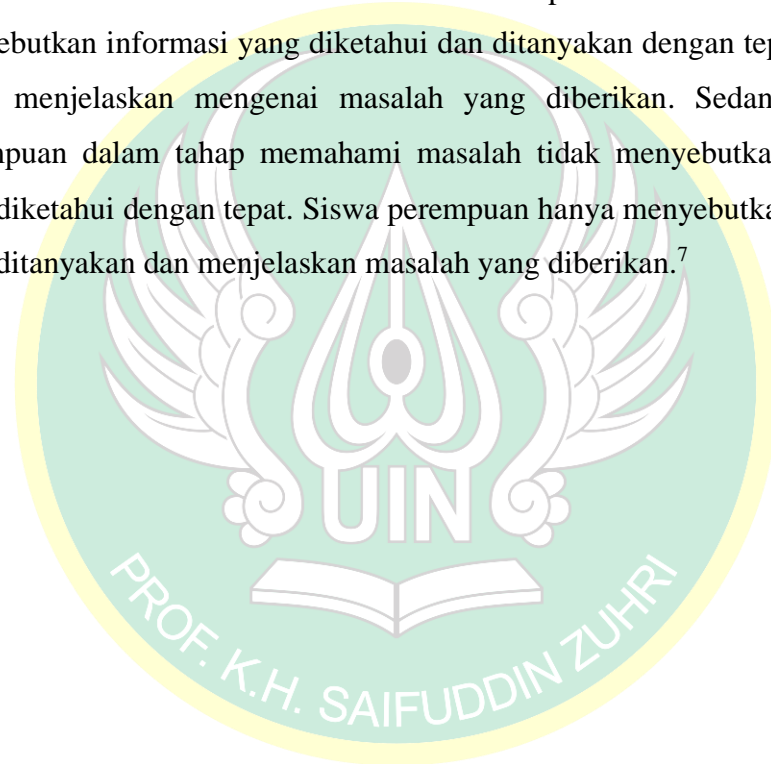 ebutkan informasi yang diketahui dan ditanyakan dengan tep
menjelaskan mengenai masalah yang diberikan. Sedan
puan dalam tahap memahami masalah tidak menyebutka
diketahui dengan tepat. Siswa perempuan hanya menyebutka
ditanyakan dan menjelaskan masalah yang diberikan.⁷
UIN
PROF. K.H. SAIFUDDIN ZUHRI